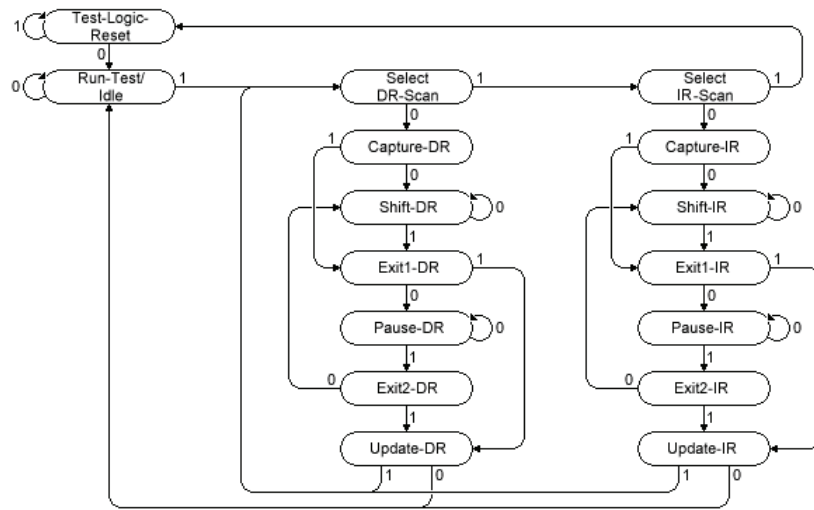 1
Test-Logic-
Reset
0
0
Run-Test/
Idle
1
Select
DR-Scan
1
Select
IR-Scan
1
0
0
1
Capture-DR
1
Capture-IR
0
0
Shift-DR
0
Shift-IR
0
1
1
Exit1-DR
1
Exit1-IR
1
0
0
Pause-DR
0
Pause-IR
0
1
1
0
Exit2-DR
0
Exit2-IR
1
1
Update-DR
Update-IR
1
0
1
0